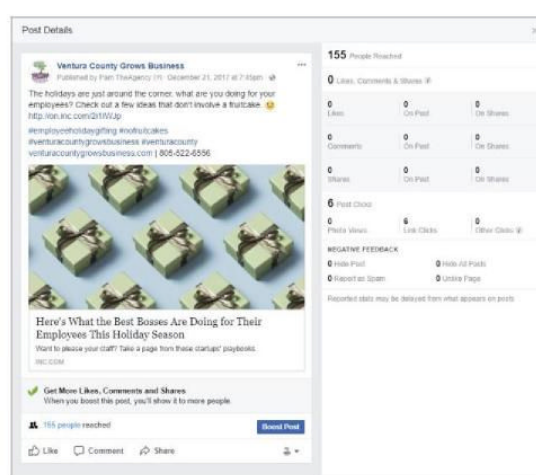 Post Details
Ventura County Grows Business
Published by Pam TheAgency · December 21, 2017 at 7:45pm
The holidays are just around the corner, what are you doing for your
employees? Check out a few ideas that don't involve a fruitcake.
#employeeholidaygifting #nofruitcakes
#venturacountygrowsbusiness #venturacounty
venturacountygrowsbusiness.com |
Here's What the Best Bosses Are Doing for Their
Employees This Holiday Season
Want to please your staff? Take a page from these startups' playbooks.
INC.COM
Get More Likes, Comments and Shares
When you boost this post, you'll show it to more people.
155 people reached
Boost Post
Like Comment Share
155 People Reached
0 Likes, Comments & Shares
0 0 0
Likes On Post On Shares
0 0 0
Comments On Post On Shares
0 0 0
Shares On Post On Shares
6 Post Clicks
0 6 0
Photo Views Link Clicks Other Clicks
NEGATIVE FEEDBACK
0 Hide Post 0 Hide All Posts
0 Report as Spam 0 Unlike Page
Reported stats may be delayed from what appears on posts